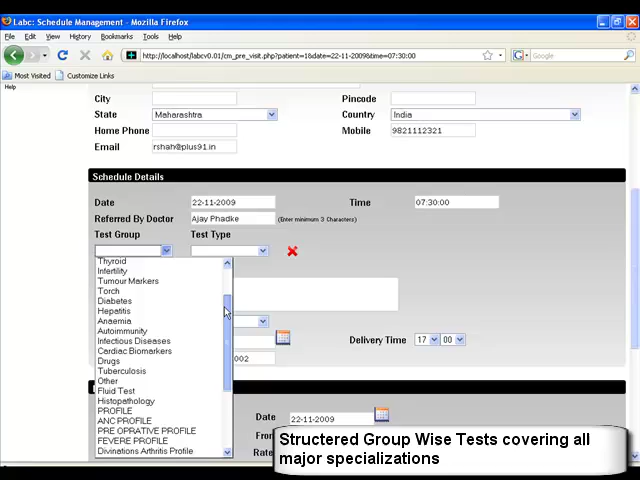 Labc: Schedule Management - Mozilla Firefox
File Edit View History Bookmarks Tools Help
http://localhost/labcv0.01/cm_pre_visit.php?patient=1&date=22-11-2009&time=07:30:00
Google
Most Visited Customize Links
Help
City Pincode
State Maharashtra Country India
Home Phone Mobile 9821112321
Email rshah@plus91.in
Schedule Details
Date 22-11-2009 Time 07:30:00
Referred By Doctor Ajay Phadke (Enter minimum 3 Characters)
Test Group Test Type
Thyroid
Infertility
Tumour Markers
Torch
Diabetes
Hepatitis
Anaemia
Autoimmunity
Infectious Diseases
Delivery Time 17 00
Cardiac Biomarkers
002
Drugs
Tuberculosis
Other
Fluid Test
Histopathology
PROFILE
Date 22-11-2009
ANC PROFILE
PRE OPRATIVE PROFILE
FEVERE PROFILE
Divinations Arthritis Profile
Structered Group Wise Tests covering all
major specializations